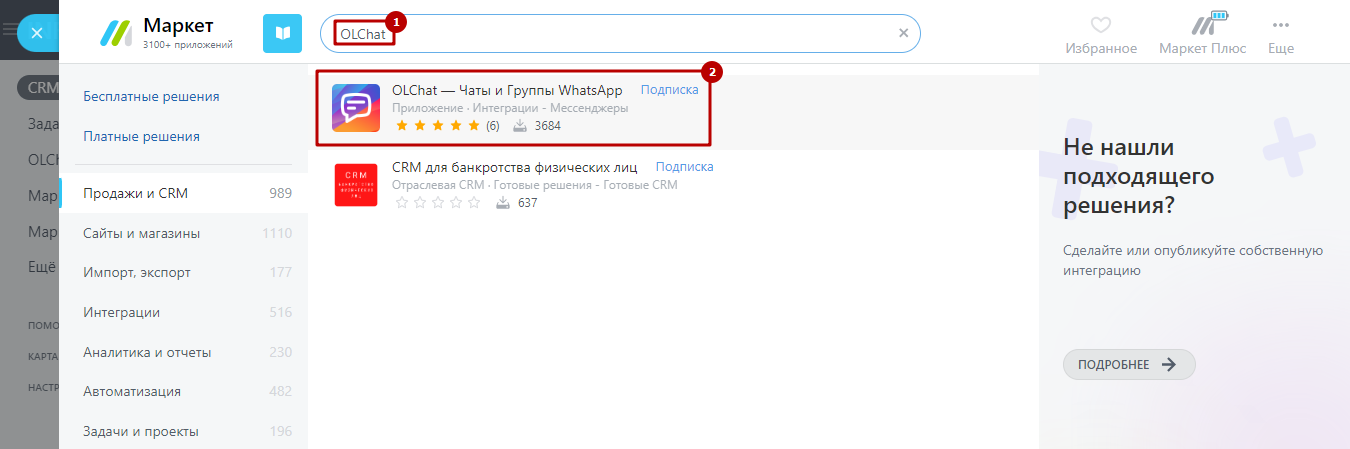 Маркет
3100+ приложений
OLChat
1
Избранное
Маркет Плюс
Еще
CRM
Зада
OLCh
Мар
Мар
Ещё
ПОМО
КАРТА
НАСТР
Бесплатные решения
Платные решения
Продажи и CRM 989
Сайты и магазины 1110
Импорт, экспорт 177
Интеграции 516
Аналитика и отчеты 230
Автоматизация 482
Задачи и проекты 196
2
OLChat — Чаты и Группы WhatsApp Подписка
Приложение · Интеграции - Мессенджеры
(6) 3684
CRM для банкротства физических лиц Подписка
Отраслевая CRM · Готовые решения - Готовые CRM
637
CRM
Не нашли
подходящего
решения?
Сделайте или опубликуйте собственную
интеграцию
ПОДРОБНЕЕ